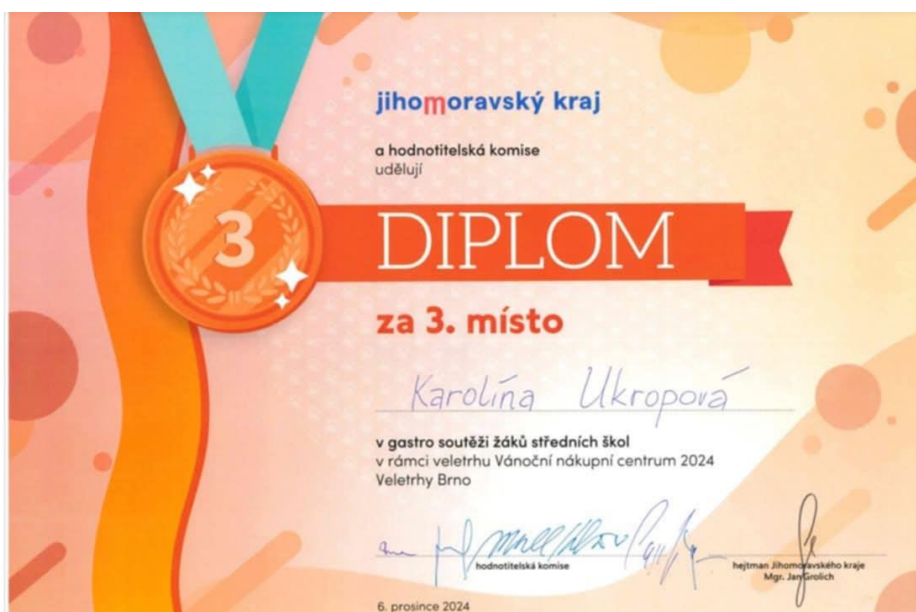 jihomoravský kraj
a hodnotitelská komise
udělují
3
DIPLOM
za 3. místo
Karolína Ukropová
v gastro soutěži žáků středních škol
v rámci veletrhu Vánoční nákupní centrum 2024
Veletrhy Brno
hodnotitelská komise
hejtman Jihomoravského kraje
Mgr. Jan Grolich
6. prosince 2024